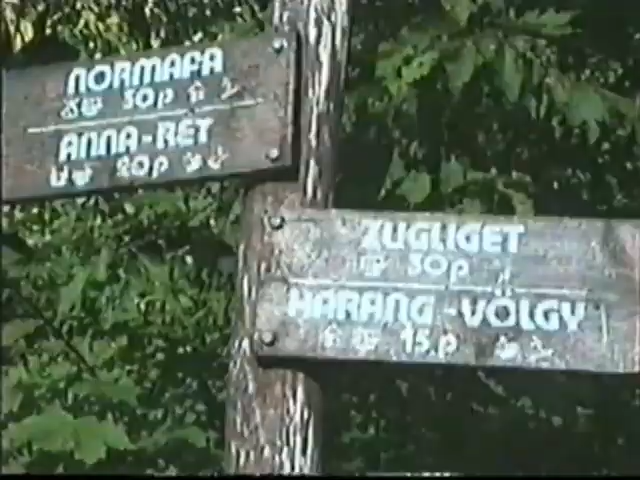 NORMAFA
30p
ANNA-RÉT
20p
ZUGLIGET
30p
HARANG-VÖLGY
15p